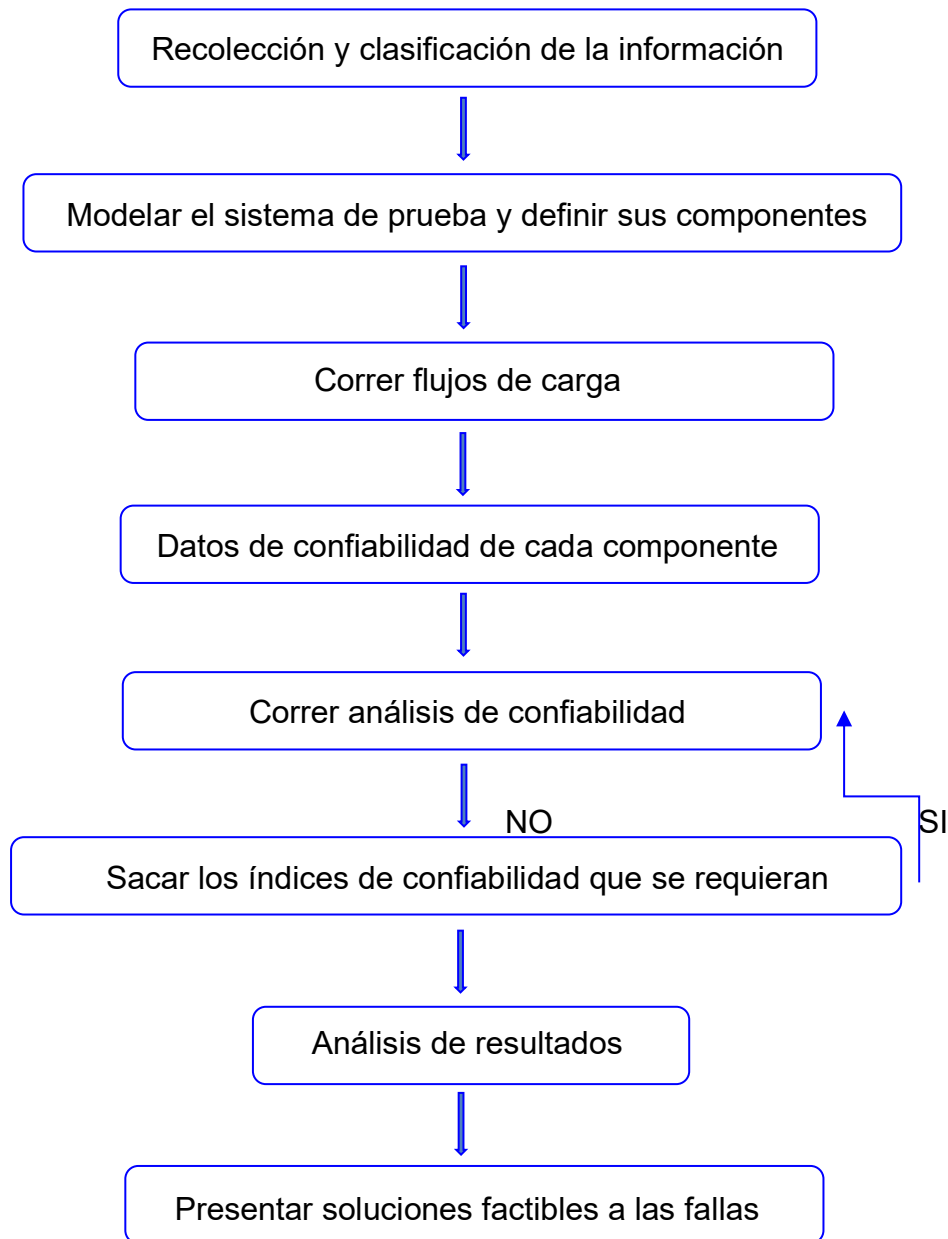 Recolección y clasificación de la información
Modelar el sistema de prueba y definir sus componentes
Correr flujos de carga
Datos de confiabilidad de cada componente
Correr análisis de confiabilidad
NO
SI
Sacar los índices de confiabilidad que se requieran
Análisis de resultados
Presentar soluciones factibles a las fallas